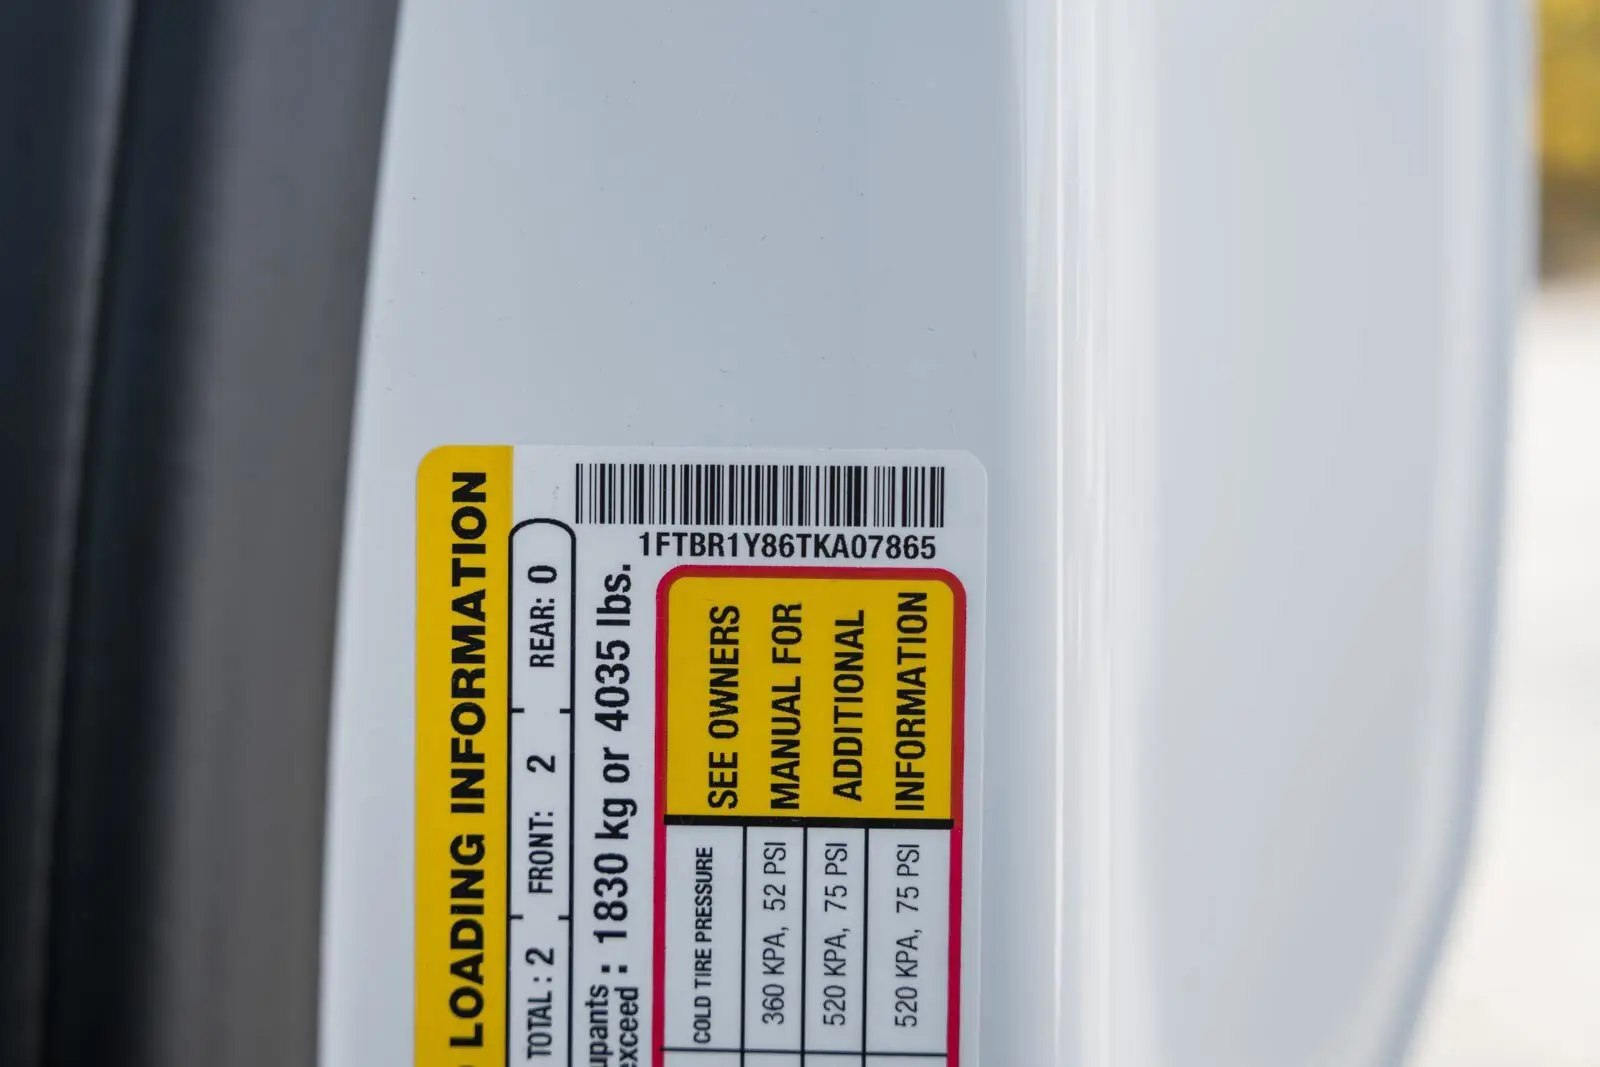 LOADING INFORMATION
TOTAL : 2 FRONT: 2 REAR: 0
exceed : 1830 kg or 4035 lbs.
1FTBR1Y86TKA07865
COLD TIRE PRESSURE
360 KPA, 52 PSI
520 KPA, 75 PSI
520 KPA, 75 PSI
SEE OWNERS
MANUAL FOR
ADDITIONAL
INFORMATION